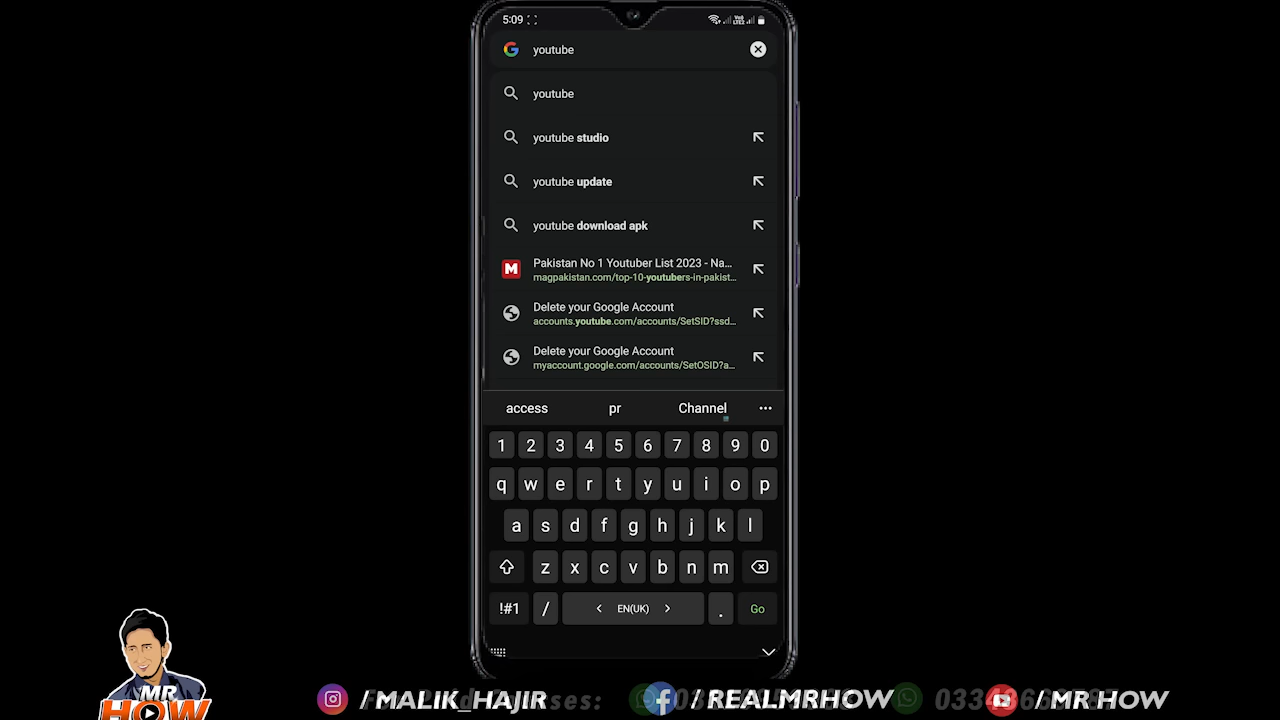 5:09
youtube
youtube
youtube studio
youtube update
youtube download apk
Pakistan No 1 Youtuber List 2023 - Na...
magpakistan.com/top-10-youtubers-in-pakist...
Delete your Google Account
accounts.youtube.com/accounts/SetSID?ssd...
Delete your Google Account
myaccount.google.com/accounts/SetOSID?a...
access pr Channel ...
1 2 3 4 5 6 7 8 9 0
q w e r t y u i o p
a s d f g h j k l
z x c v b n m
!#1 / < EN(UK) > . Go
MR HOW
/ MALIK_HAJIR / REALMRHOW / MR HOW